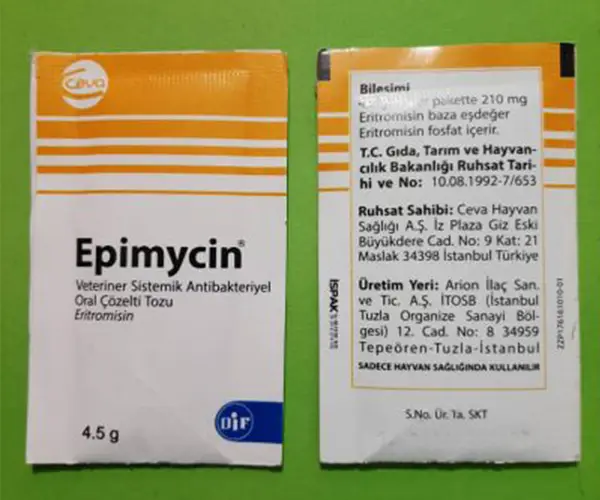 Ceva
Epimycin®
Veteriner Sistemik Antibakteriyel
Oral Çözelti Tozu
Eritromisin
DİF
4.5 g
Bileşimi
pakette 210 mg
Eritromisin baza eşdeğer
Eritromisin fosfat içerir.
T.C. Gıda, Tarım ve Hayvan-
cılık Bakanlığı Ruhsat Tari-
hi ve No: 10.08.1992-7/653
Ruhsat Sahibi: Ceva Hayvan
Sağlığı A.Ş. İz Plaza Giz Eski
Büyükdere Cad. No: 9 Kat: 21
Maslak 34398 İstanbul Türkiye
Üretim Yeri: Arion İlaç San.
ve Tic. A.Ş. İTOSB (İstanbul
Tuzla Organize Sanayi Böl-
gesi) 12. Cad. No: 8 34959
Tepeören-Tuzla-İstanbul
SADECE HAYVAN SAĞLIĞINDA KULLANILIR
S.No. Ür. Ta. SKT
İSPAK
ZZP176161010-01